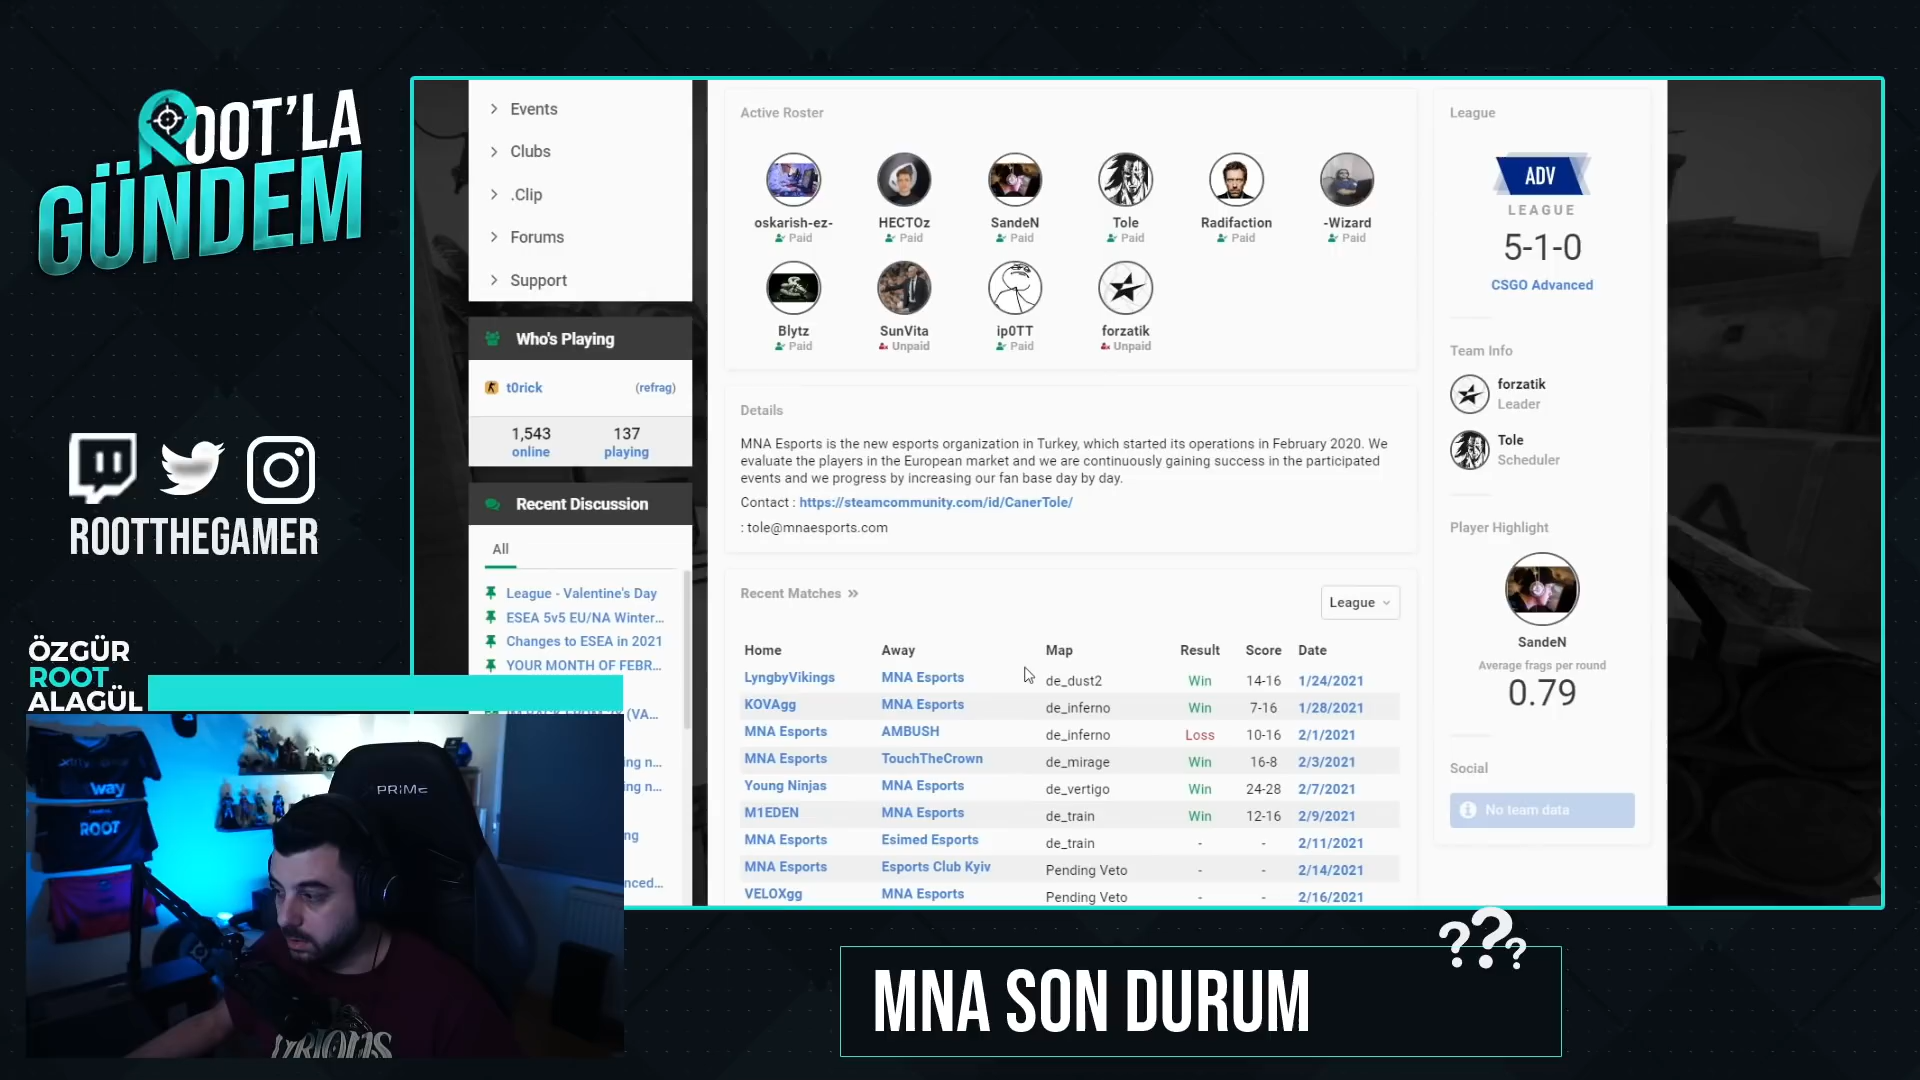 ROOT'LA
GÜNDEM
ROOTTHEGAMER
ÖZGÜR
ROOT
ALAGÜL
Events
Clubs
.Clip
Forums
Support
Who's Playing
t0rick (refrag)
1,543 137
online playing
Recent Discussion
All
League - Valentine's Day
ESEA 5v5 EU/NA Winter...
Changes to ESEA in 2021
YOUR MONTH OF FEBR...
(VA...
ing n...
ing n...
ng
nced...
Active Roster
oskarish-ez- HECTOz SandeN Tole Radifaction -Wizard
Paid Paid Paid Paid Paid Paid
Blytz SunVita ip0TT forzatik
Paid Unpaid Paid Unpaid
Details
MNA Esports is the new esports organization in Turkey, which started its operations in February 2020. We
evaluate the players in the European market and we are continuously gaining success in the participated
events and we progress by increasing our fan base day by day.
Contact : https://steamcommunity.com/id/CanerTole/
: tole@mnaesports.com
Recent Matches »
League
Home Away Map Result Score Date
LyngbyVikings MNA Esports de_dust2 Win 14-16 1/24/2021
KOVAgg MNA Esports de_inferno Win 7-16 1/28/2021
MNA Esports AMBUSH de_inferno Loss 10-16 2/1/2021
MNA Esports TouchTheCrown de_mirage Win 16-8 2/3/2021
Young Ninjas MNA Esports de_vertigo Win 24-28 2/7/2021
M1EDEN MNA Esports de_train Win 12-16 2/9/2021
MNA Esports Esimed Esports de_train - - 2/11/2021
MNA Esports Esports Club Kyiv Pending Veto - - 2/14/2021
VELOXgg MNA Esports Pending Veto - - 2/16/2021
League
ADV
LEAGUE
5-1-0
CSGO Advanced
Team Info
forzatik
Leader
Tole
Scheduler
Player Highlight
SandeN
Average frags per round
0.79
Social
No team data
way
ROOT
PRIME
???
MNA SON DURUM